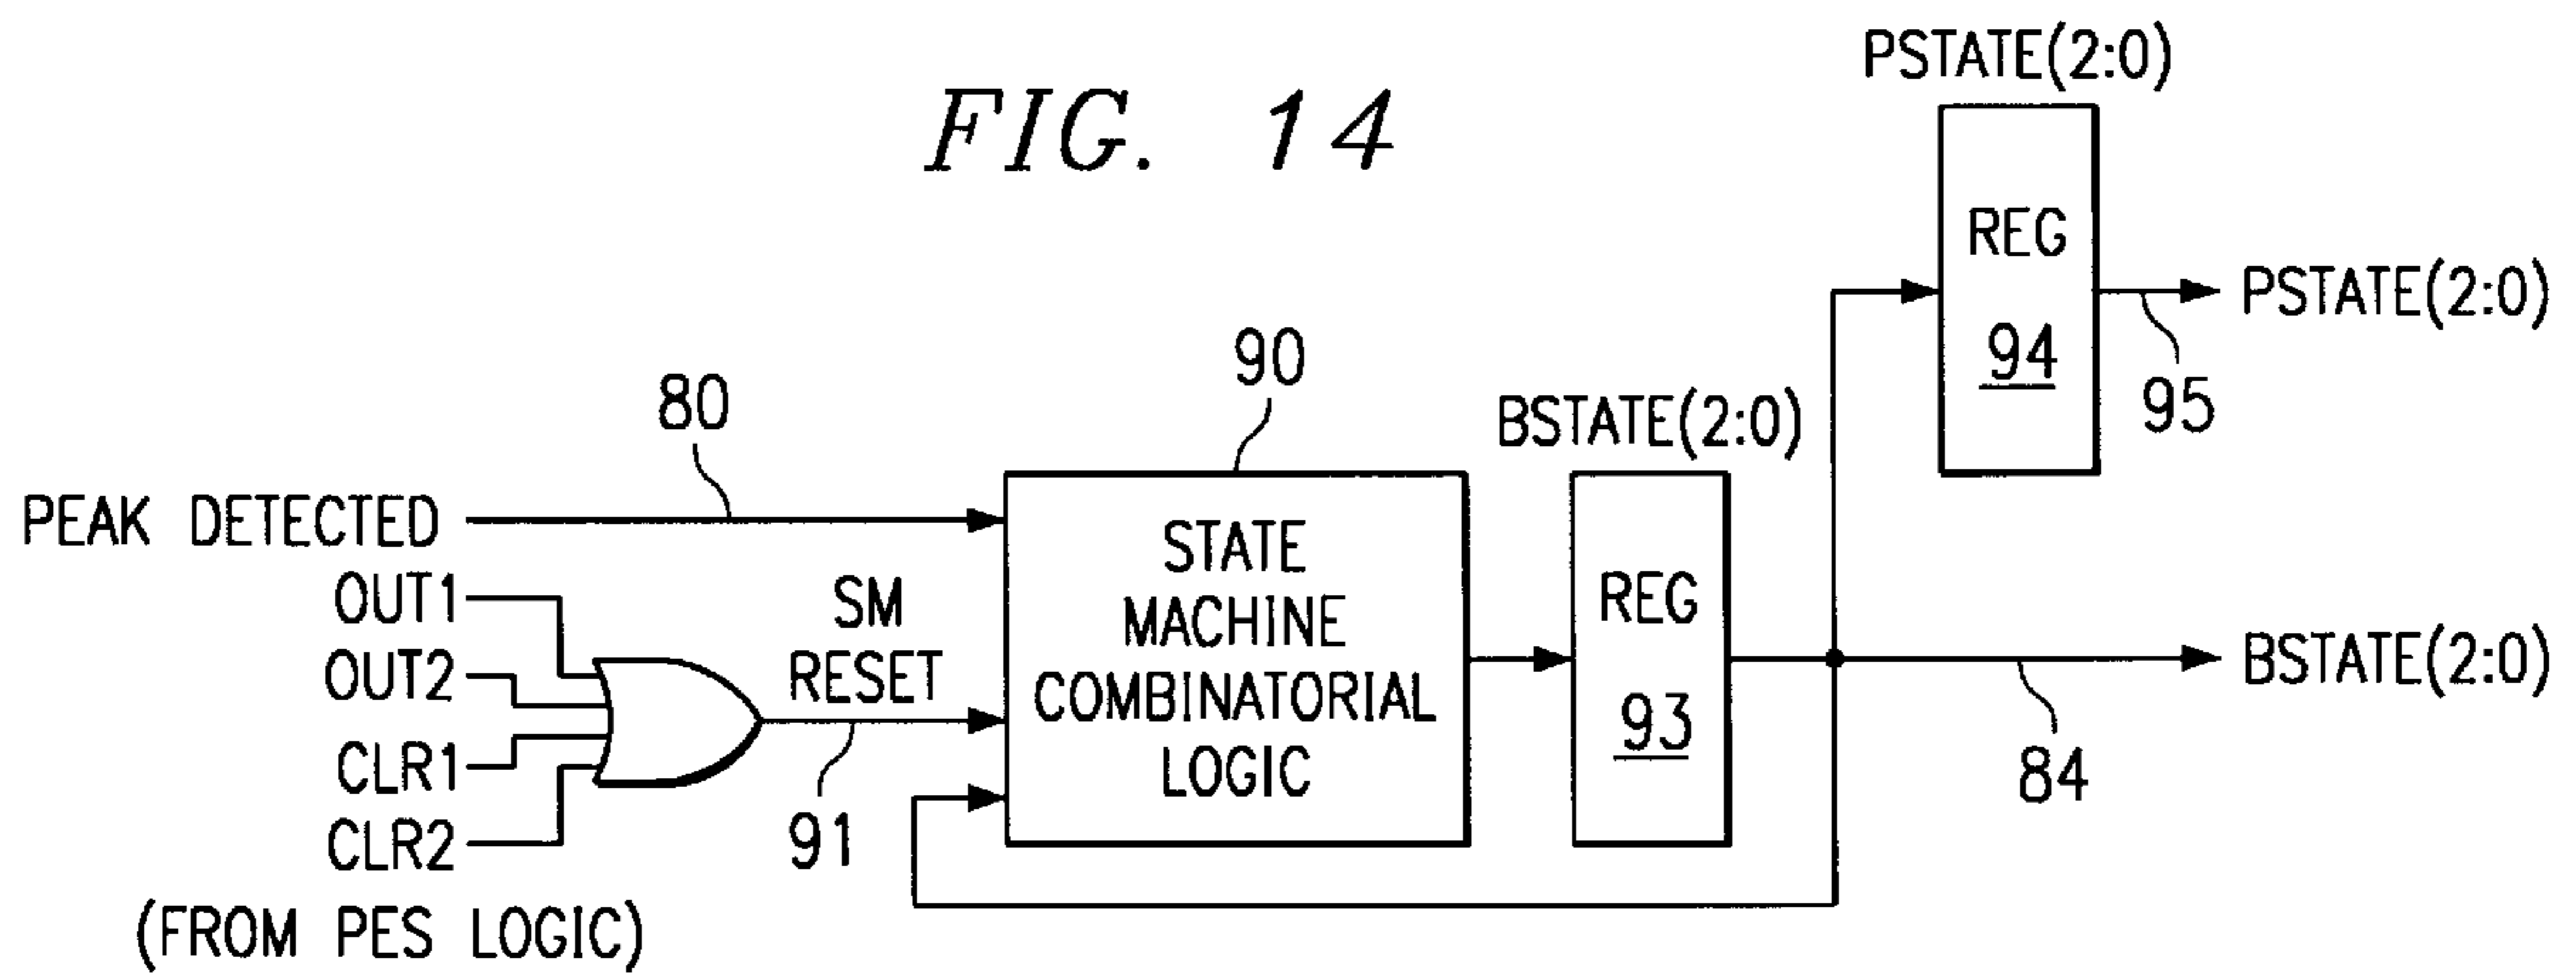 FIG. 14
PSTATE(2:0)
REG
94
PSTATE(2:0)
95
90
80
BSTATE(2:0)
PEAK DETECTED
OUT1
OUT2
CLR1
CLR2
(FROM PES LOGIC)
SM
RESET
91
STATE
MACHINE
COMBINATORIAL
LOGIC
REG
93
BSTATE(2:0)
84